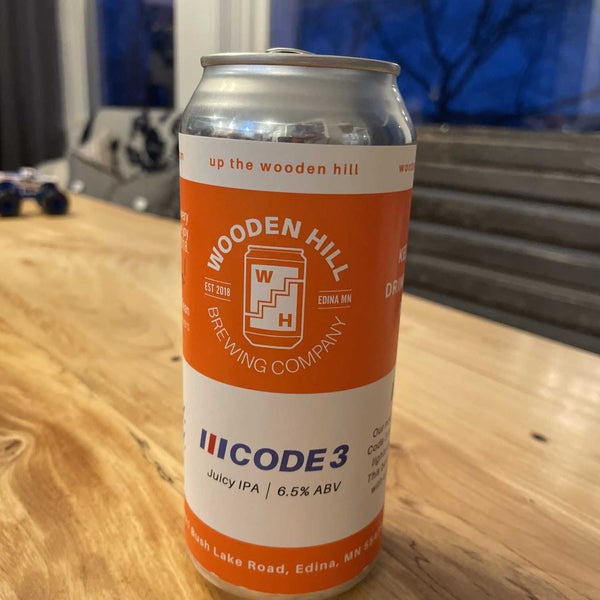 up the wooden hill
WOODEN HILL
W
EST 2018
EDINA MN
H
BREWING COMPANY
CODE 3
Juicy IPA | 6.5% ABV
Bush Lake Road, Edina, MN